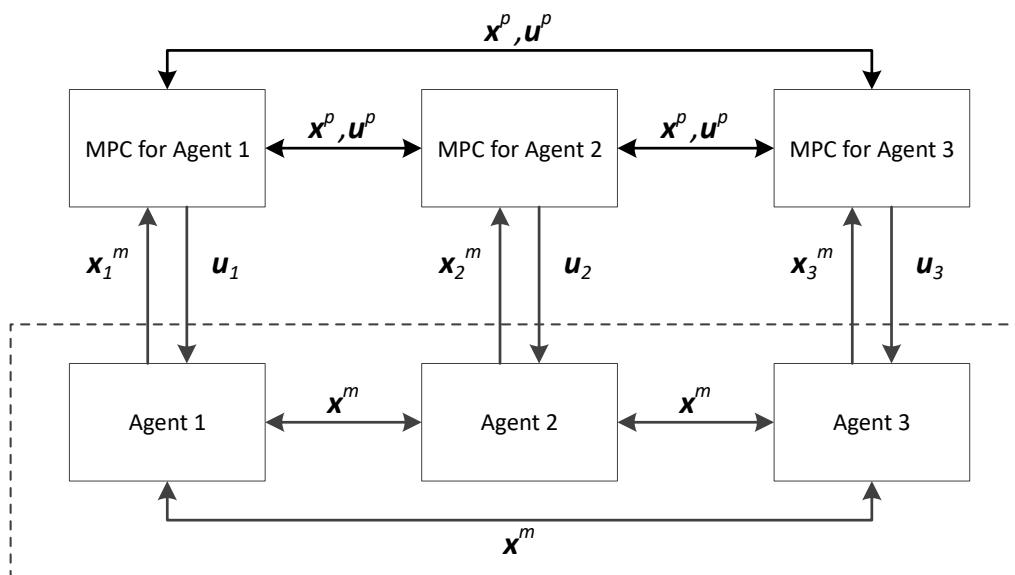 x^p, u^p
MPC for Agent 1
x^p, u^p
MPC for Agent 2
x^p, u^p
MPC for Agent 3
x_1^m
u_1
x_2^m
u_2
x_3^m
u_3
Agent 1
x^m
Agent 2
x^m
Agent 3
x^m